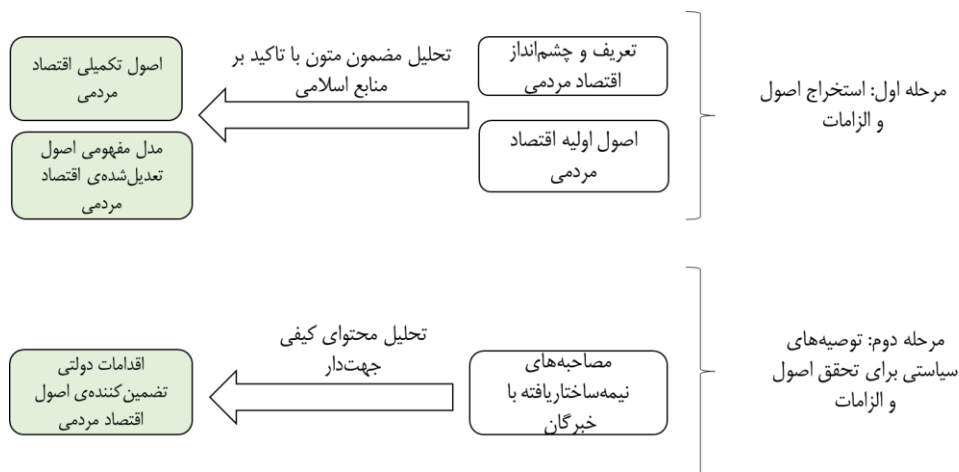 مرحله اول: استخراج اصول
و الزامات
تعریف و چشم‌انداز
اقتصاد مردمی
اصول اولیه اقتصاد
مردمی
تحلیل مضمون متون با تاکید بر
منابع اسلامی
اصول تکمیلی اقتصاد
مردمی
مدل مفهومی اصول
تعدیل‌شده‌ی اقتصاد
مردمی
مرحله دوم: توصیه‌های
سیاستی برای تحقق اصول
و الزامات
مصاحبه‌های
نیمه‌ساختاریافته با
خبرگان
تحلیل محتوای کیفی
جهت‌دار
اقدامات دولتی
تضمین‌کننده‌ی اصول
اقتصاد مردمی